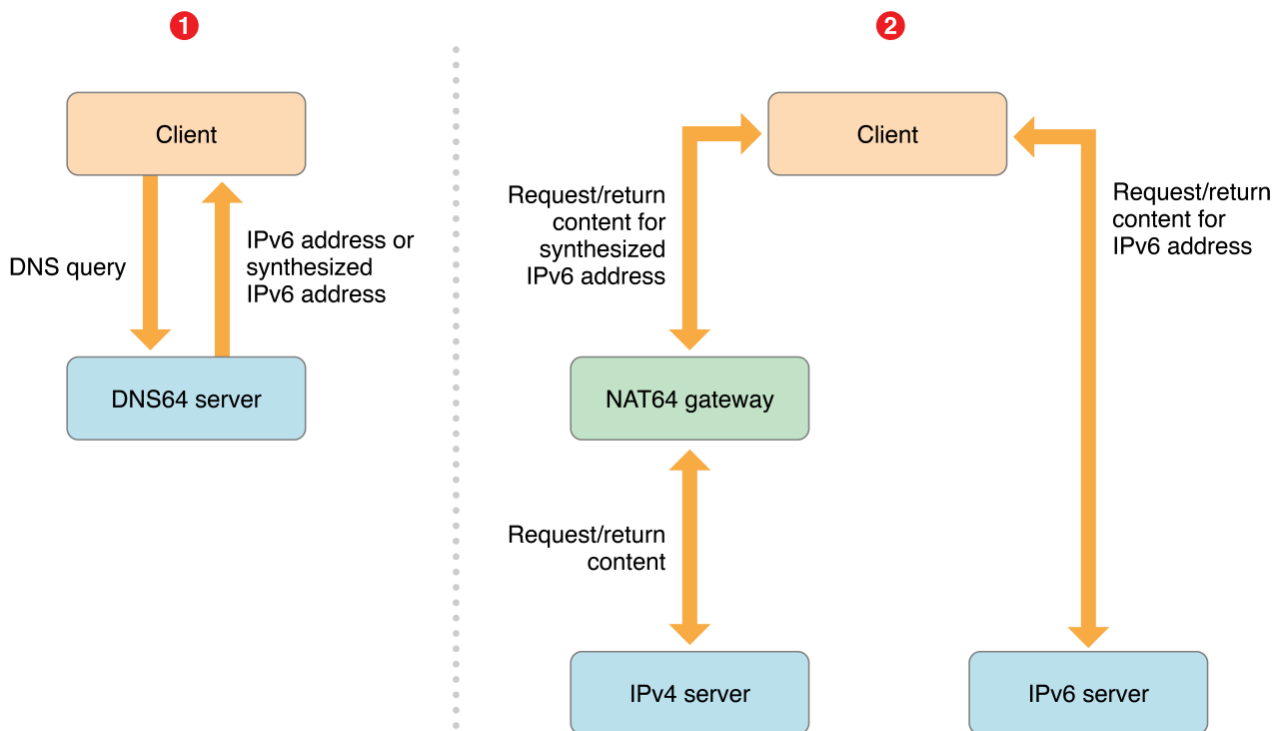 1
2
Client
DNS query
IPv6 address or
synthesized
IPv6 address
DNS64 server
Client
Request/return
content for
synthesized
IPv6 address
Request/return
content for
IPv6 address
NAT64 gateway
Request/return
content
IPv4 server
IPv6 server